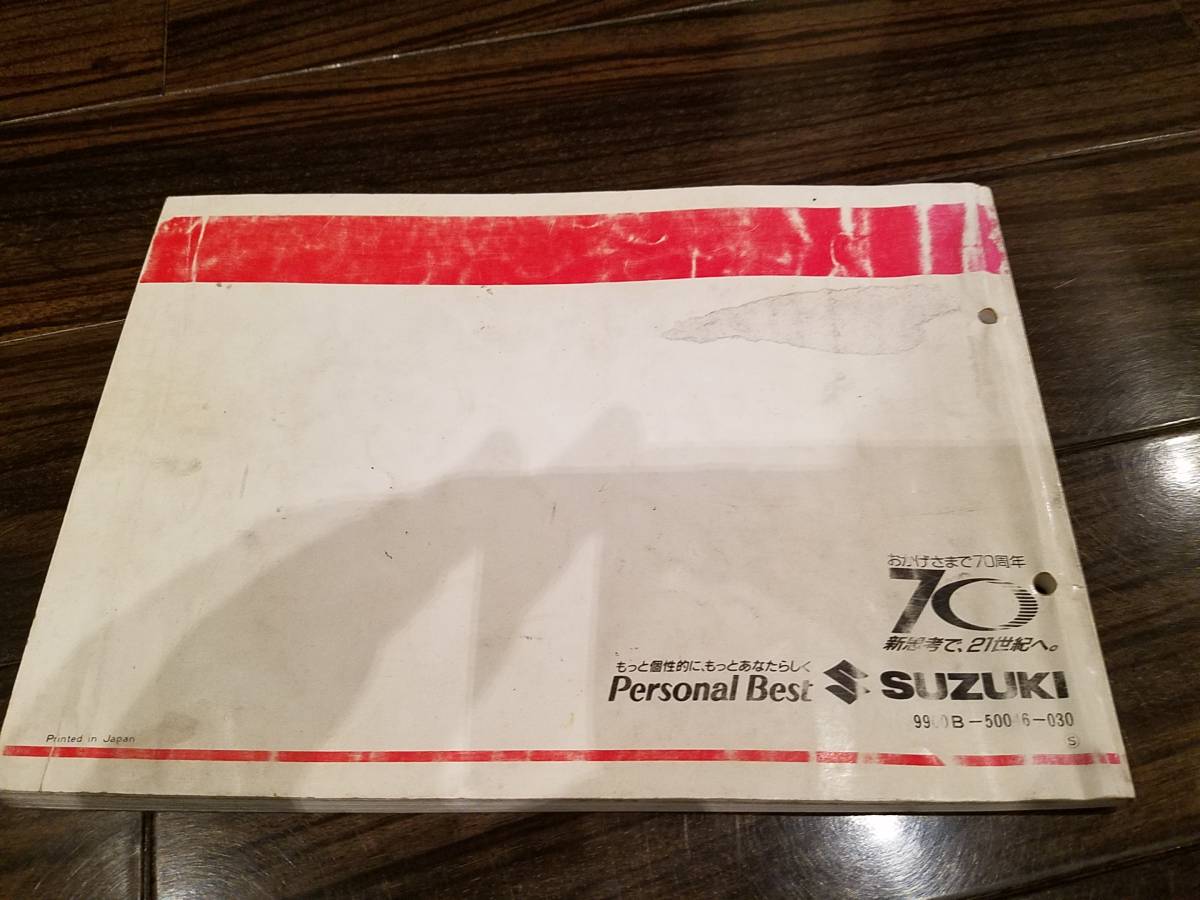 おかげさまで70周年
70
新思考で、21世紀へ。
もっと個性的に、もっとあなたらしく
Personal Best SUZUKI
Printed in Japan
S